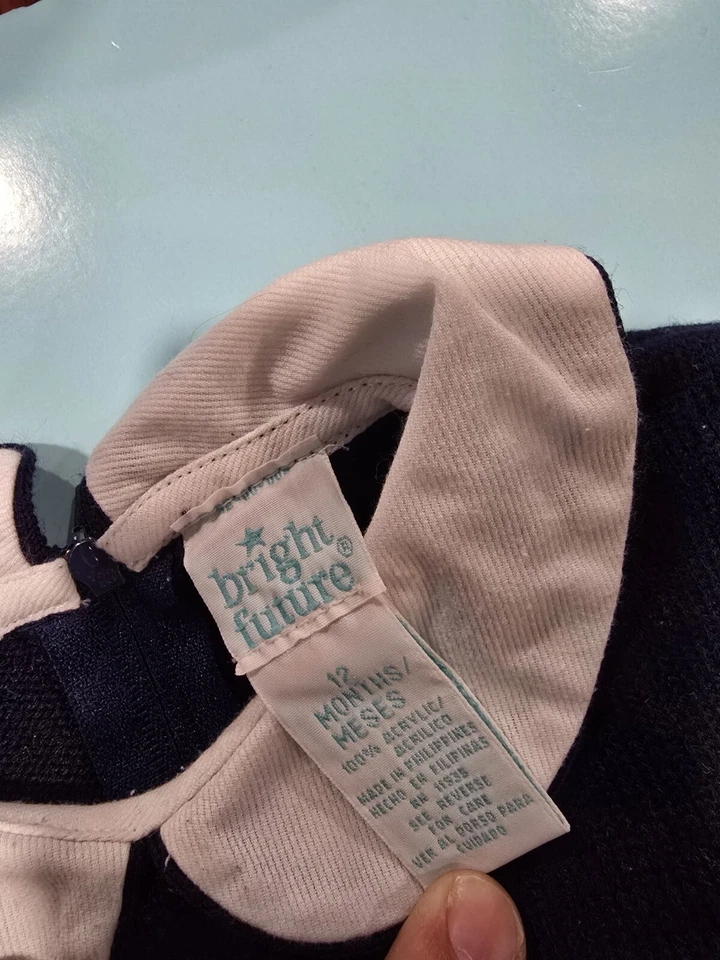 bright
future®
12
MONTHS/
MESES
100% ACRYLIC/
ACRILICO
MADE IN PHILIPPINES
HECHO EN FILIPINAS
RN 11935
SEE REVERSE
FOR CARE
VER AL DORSO PARA
CUIDADO